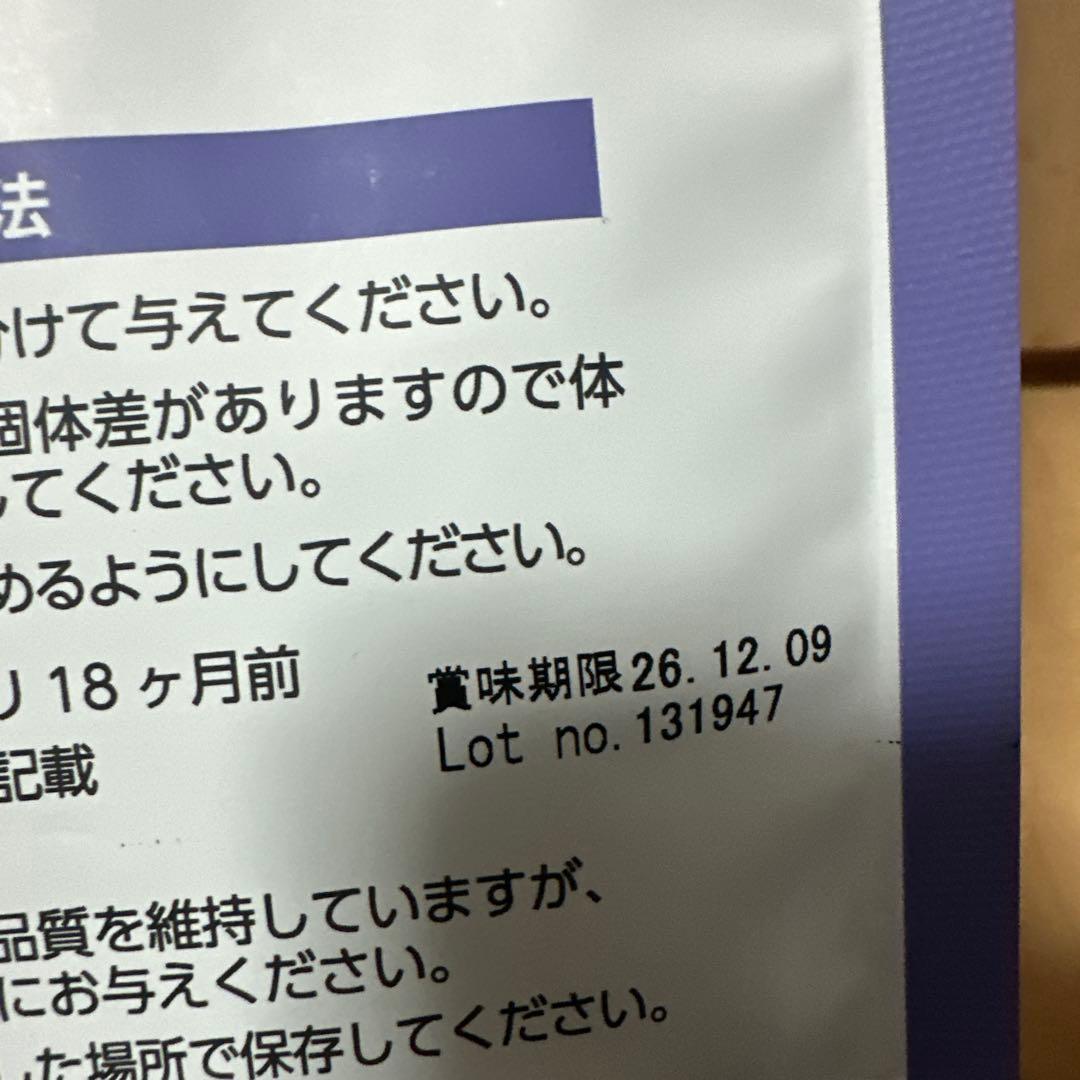 法
けて与えてください。
個体差がありますので体
してください。
めるようにしてください。
り 18 ヶ月前
賞味期限26.12.09
Lot no.131947
記載
品質を維持していますが、
にお与えください。
した場所で保存してください。